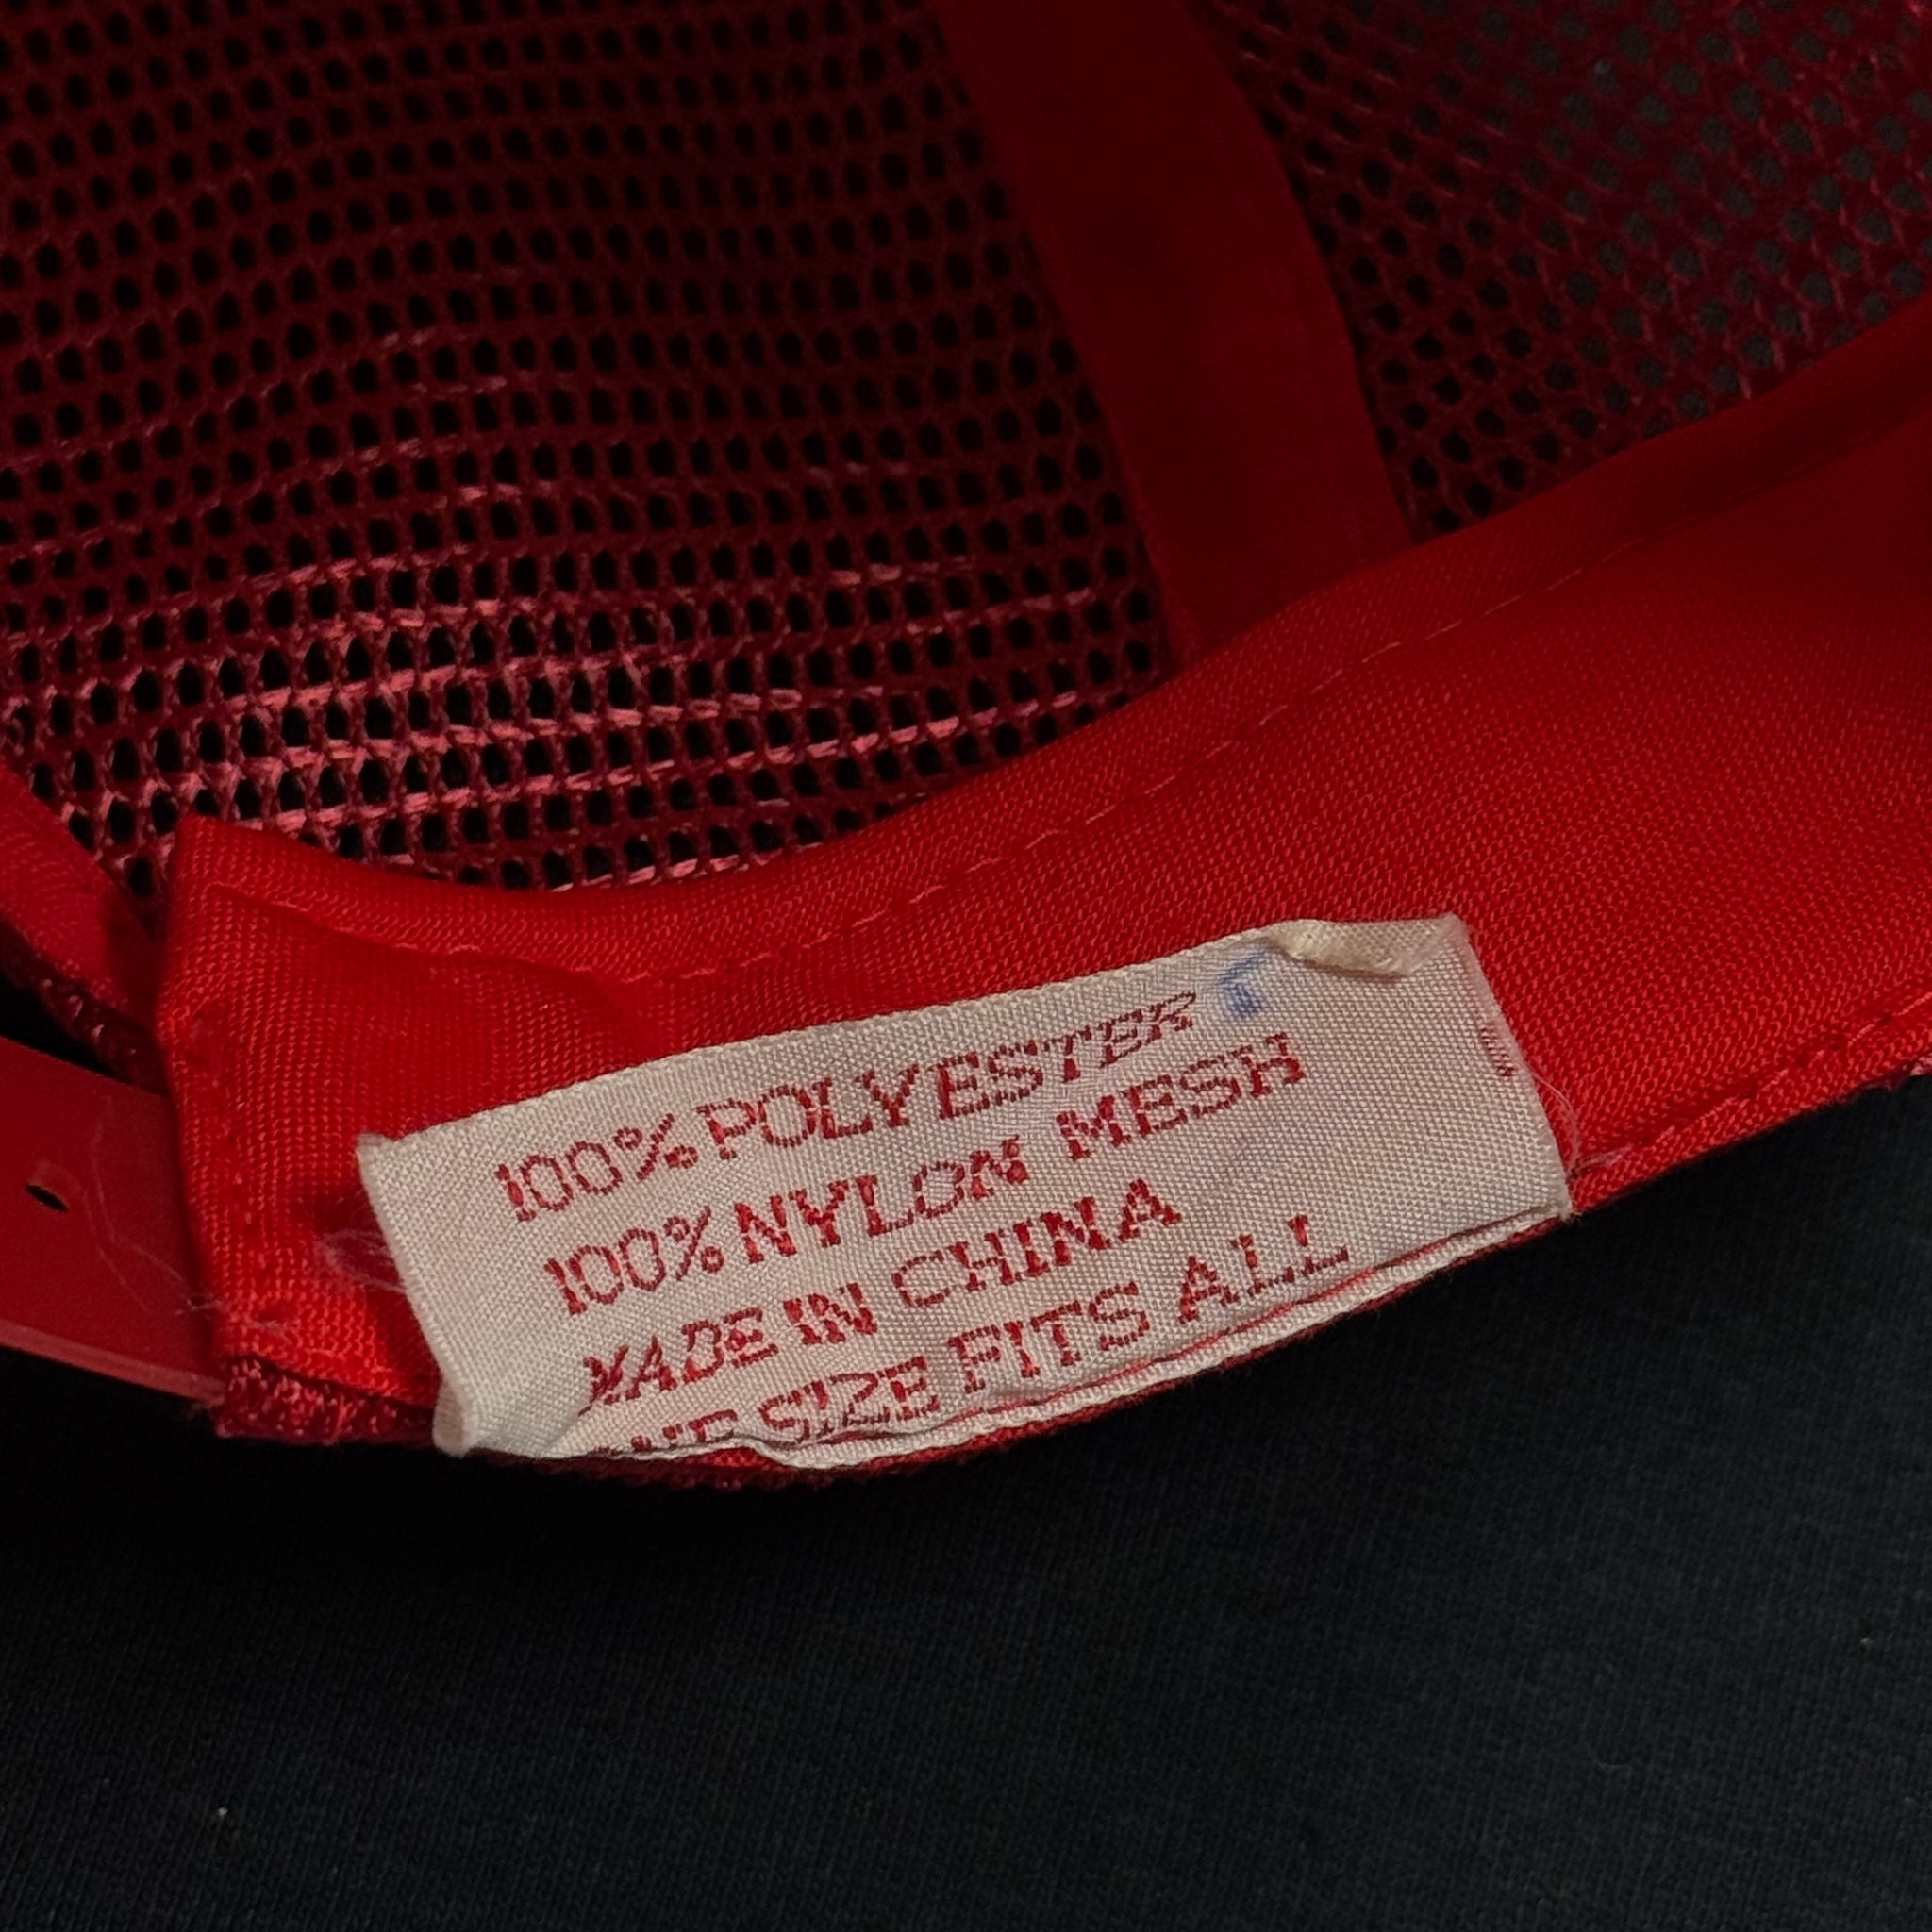 100% POLYESTER
100% NYLON MESH
MADE IN CHINA
SIZE FITS ALL